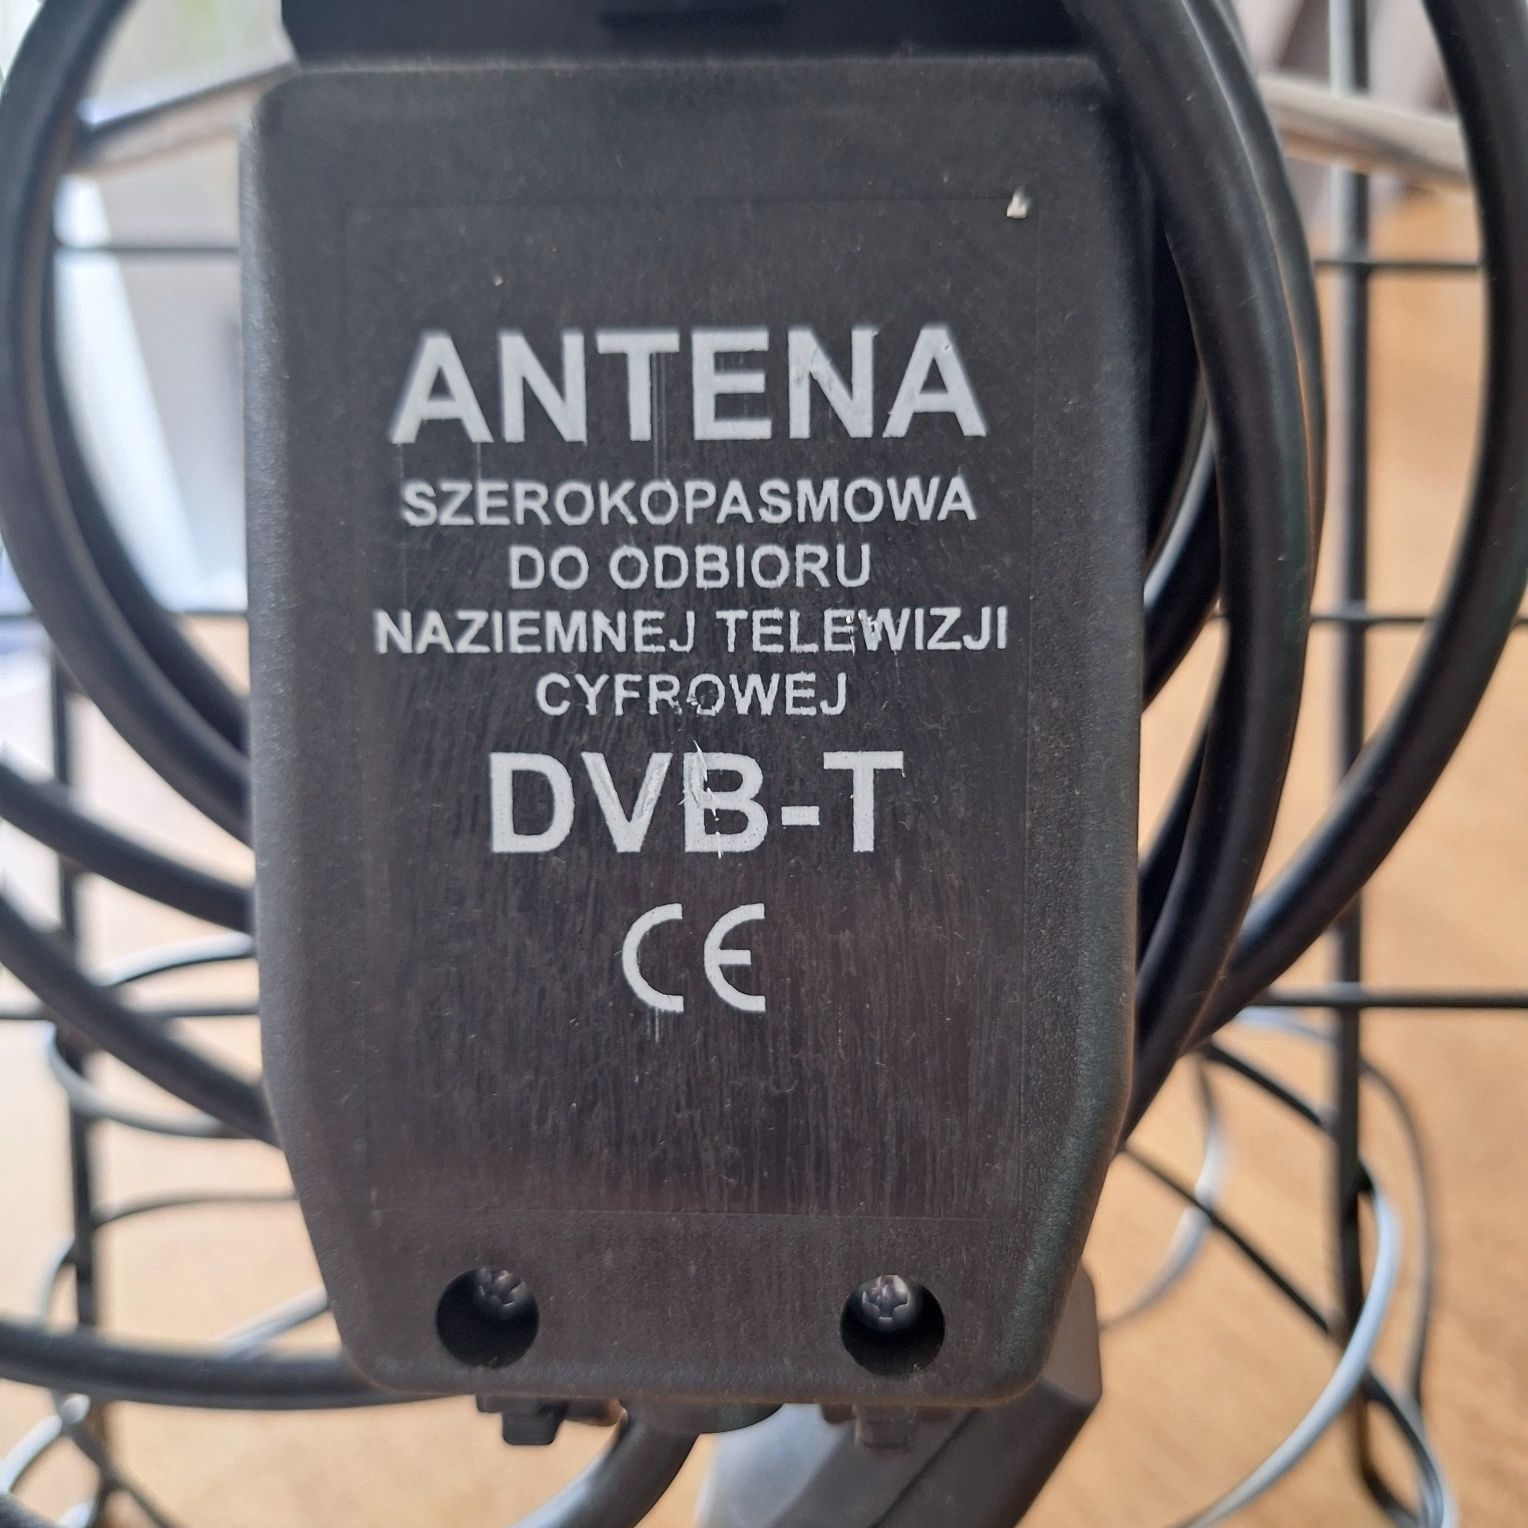 ANTENA
SZEROKOPASMOWA
DO ODBIORU
NAZIEMNEJ TELEWIZJI
CYFROWEJ
DVB-T
CE